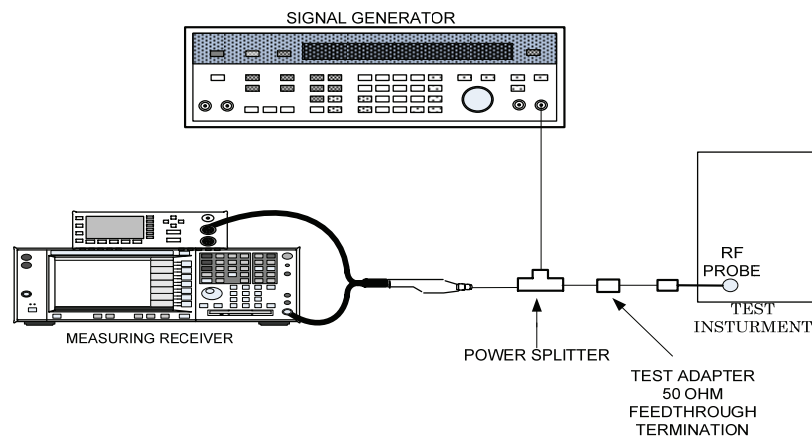 SIGNAL GENERATOR
RF
PROBE
TEST
INSTURMENT
MEASURING RECEIVER
POWER SPLITTER
TEST ADAPTER
50 OHM
FEEDTHROUGH
TERMINATION